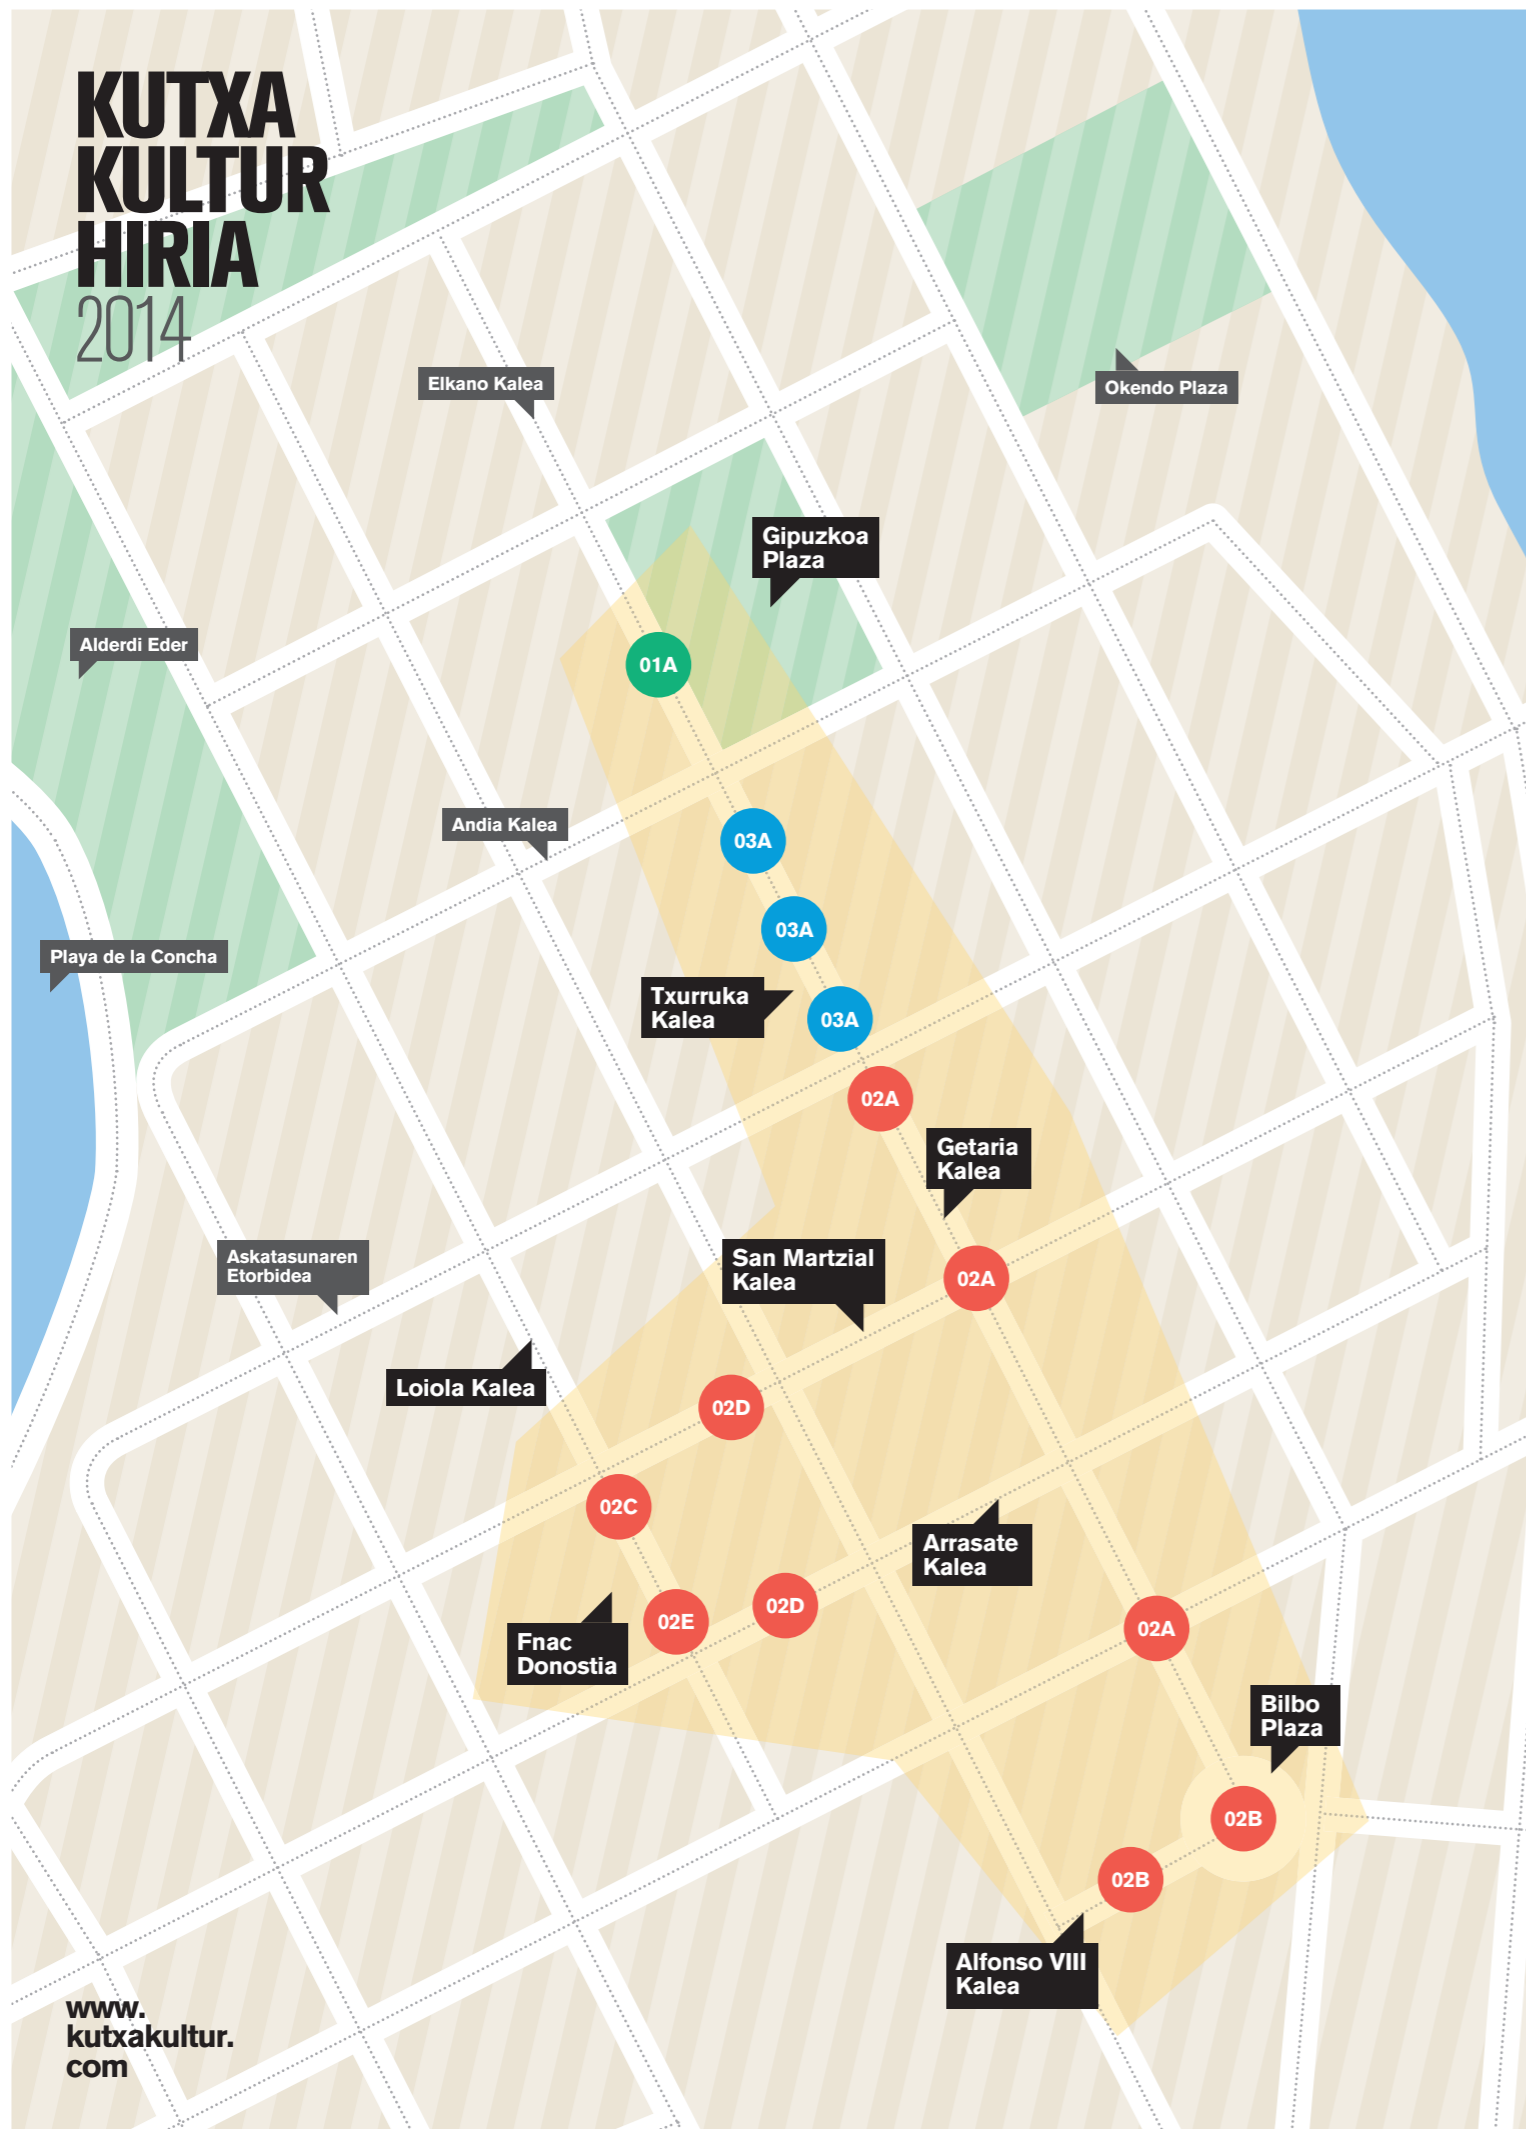 KUTXA
KULTUR
HIRIA
2014
Elkano Kalea
Okendo Plaza
Gipuzkoa
Plaza
Alderdi Eder
01A
Andia Kalea
03A
03A
Playa de la Concha
Txurruka
Kalea
03A
02A
Getaria
Kalea
Askatasunaren
Etorbidea
San Martzial
Kalea
02A
Loiola Kalea
02D
02C
Arrasate
Kalea
02D
02E
02A
Fnac
Donostia
Bilbo
Plaza
02B
02B
Alfonso VIII
Kalea
www.
kutxakultur.
com